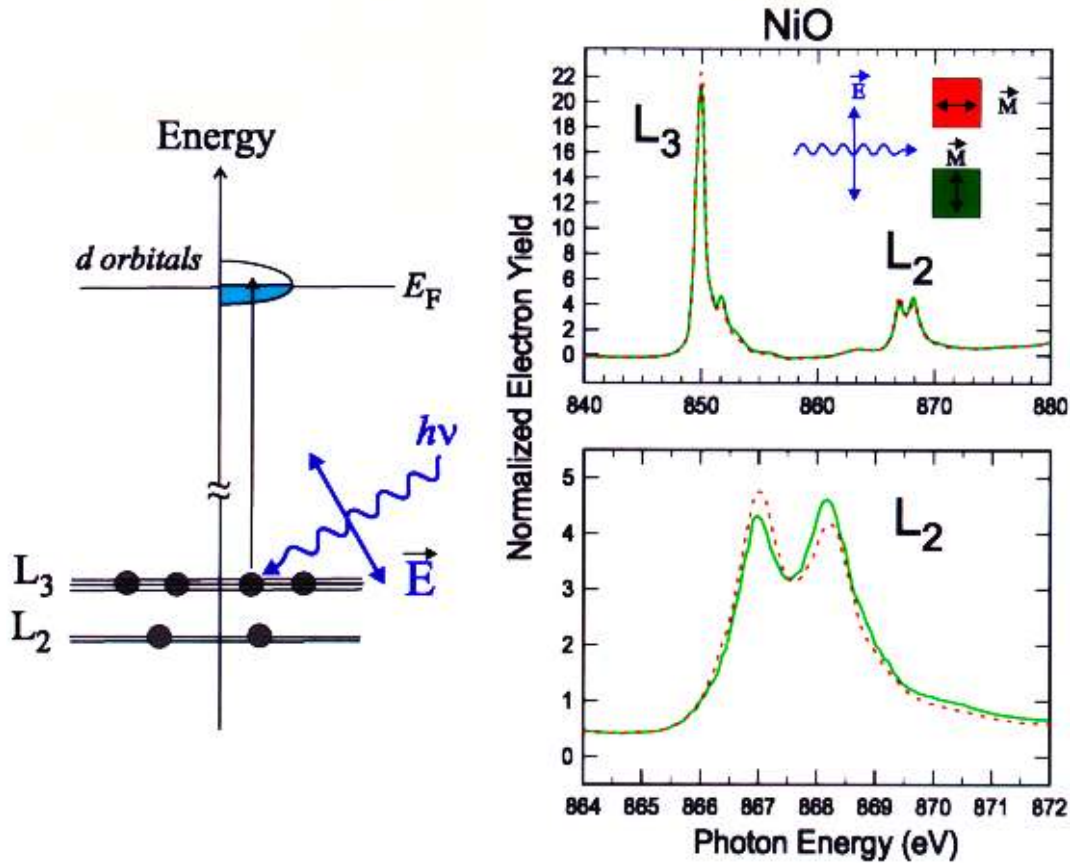 Energy
d orbitals
E_F
hν
E
L_3
L_2
NiO
Normalized Electron Yield
22
20
18
16
14
12
10
8
6
4
2
0
L_3
E
M
M
L_2
840 850 860 870 880
5
4
3
2
1
0
L_2
864 865 866 867 868 869 870 871 872
Photon Energy (eV)